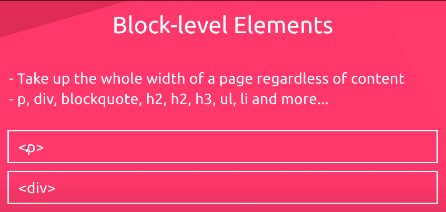 Block-level Elements
- Take up the whole width of a page regardless of content
- p, div, blockquote, h2, h2, h3, ul, li and more...
<p>
<div>